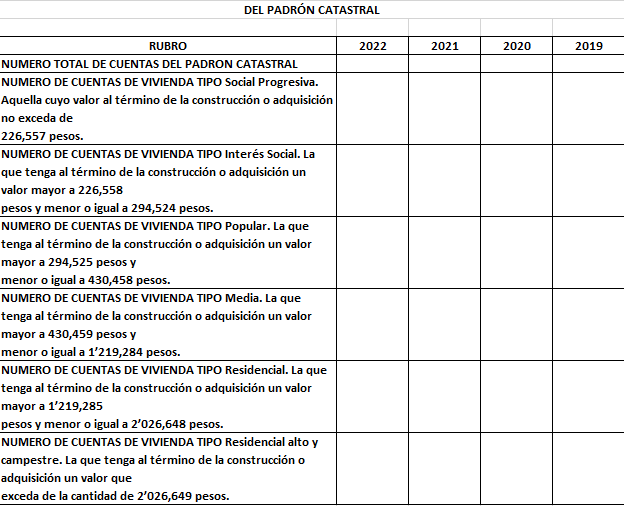 DEL PADRÓN CATASTRAL
RUBRO 2022 2021 2020 2019
NUMERO TOTAL DE CUENTAS DEL PADRON CATASTRAL
NUMERO DE CUENTAS DE VIVIENDA TIPO Social Progresiva.
Aquella cuyo valor al término de la construcción o adquisición
no exceda de
226,557 pesos.
NUMERO DE CUENTAS DE VIVIENDA TIPO Interés Social. La
que tenga al término de la construcción o adquisición un
valor mayor a 226,558
pesos y menor o igual a 294,524 pesos.
NUMERO DE CUENTAS DE VIVIENDA TIPO Popular. La que
tenga al término de la construcción o adquisición un valor
mayor a 294,525 pesos y
menor o igual a 430,458 pesos.
NUMERO DE CUENTAS DE VIVIENDA TIPO Media. La que
tenga al término de la construcción o adquisición un valor
mayor a 430,459 pesos y
menor o igual a 1’219,284 pesos.
NUMERO DE CUENTAS DE VIVIENDA TIPO Residencial. La que
tenga al término de la construcción o adquisición un valor
mayor a 1’219,285
pesos y menor o igual a 2’026,648 pesos.
NUMERO DE CUENTAS DE VIVIENDA TIPO Residencial alto y
campestre. La que tenga al término de la construcción o
adquisición un valor que
exceda de la cantidad de 2’026,649 pesos.